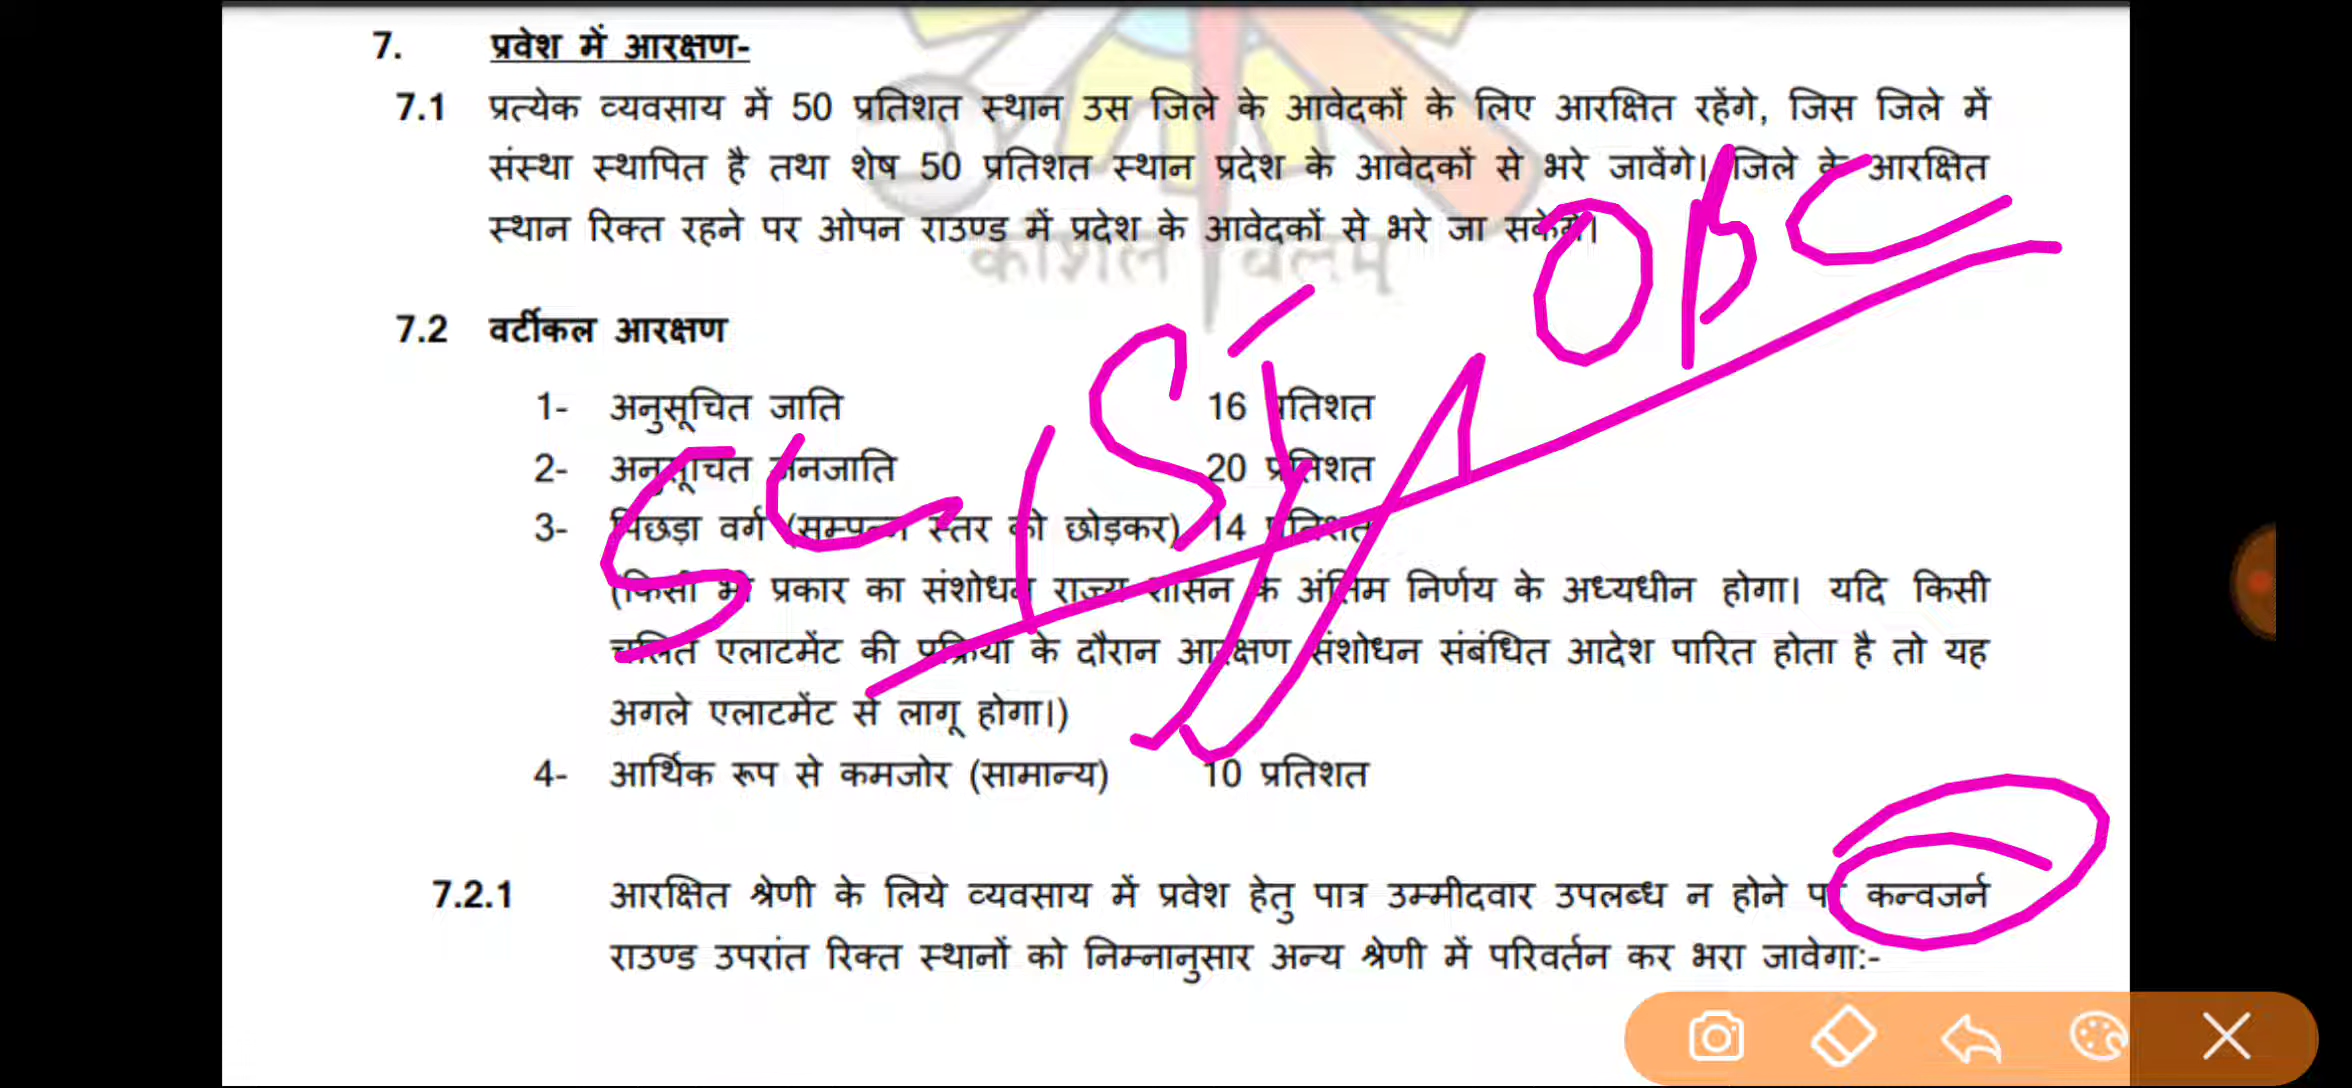 7. प्रवेश में आरक्षण-
7.1 प्रत्येक व्यवसाय में 50 प्रतिशत स्थान उस जिले के आवेदकों के लिए आरक्षित रहेंगे, जिस जिले में
संस्था स्थापित है तथा शेष 50 प्रतिशत स्थान प्रदेश के आवेदकों से भरे जावेंगे। जिले के आरक्षित
स्थान रिक्त रहने पर ओपन राउण्ड में प्रदेश के आवेदकों से भरे जा सकेगे।
कौशल बलम्
OBC
7.2 वर्टीकल आरक्षण
1- अनुसूचित जाति 16 प्रतिशत
ST
2- अनुसूचित जनजाति 20 प्रतिशत
SC
3- पिछड़ा वर्ग (सम्पन्न स्तर को छोड़कर) 14 प्रतिशत
(किसी भी प्रकार का संशोधन राज्य शासन के अंतिम निर्णय के अध्यधीन होगा। यदि किसी
चलित एलाटमेंट की प्रक्रिया के दौरान आरक्षण संशोधन संबंधित आदेश पारित होता है तो यह
अगले एलाटमेंट से लागू होगा।)
4- आर्थिक रूप से कमजोर (सामान्य) 10 प्रतिशत
7.2.1 आरक्षित श्रेणी के लिये व्यवसाय में प्रवेश हेतु पात्र उम्मीदवार उपलब्ध न होने पर कन्वजर्न
राउण्ड उपरांत रिक्त स्थानों को निम्नानुसार अन्य श्रेणी में परिवर्तन कर भरा जावेगा:-